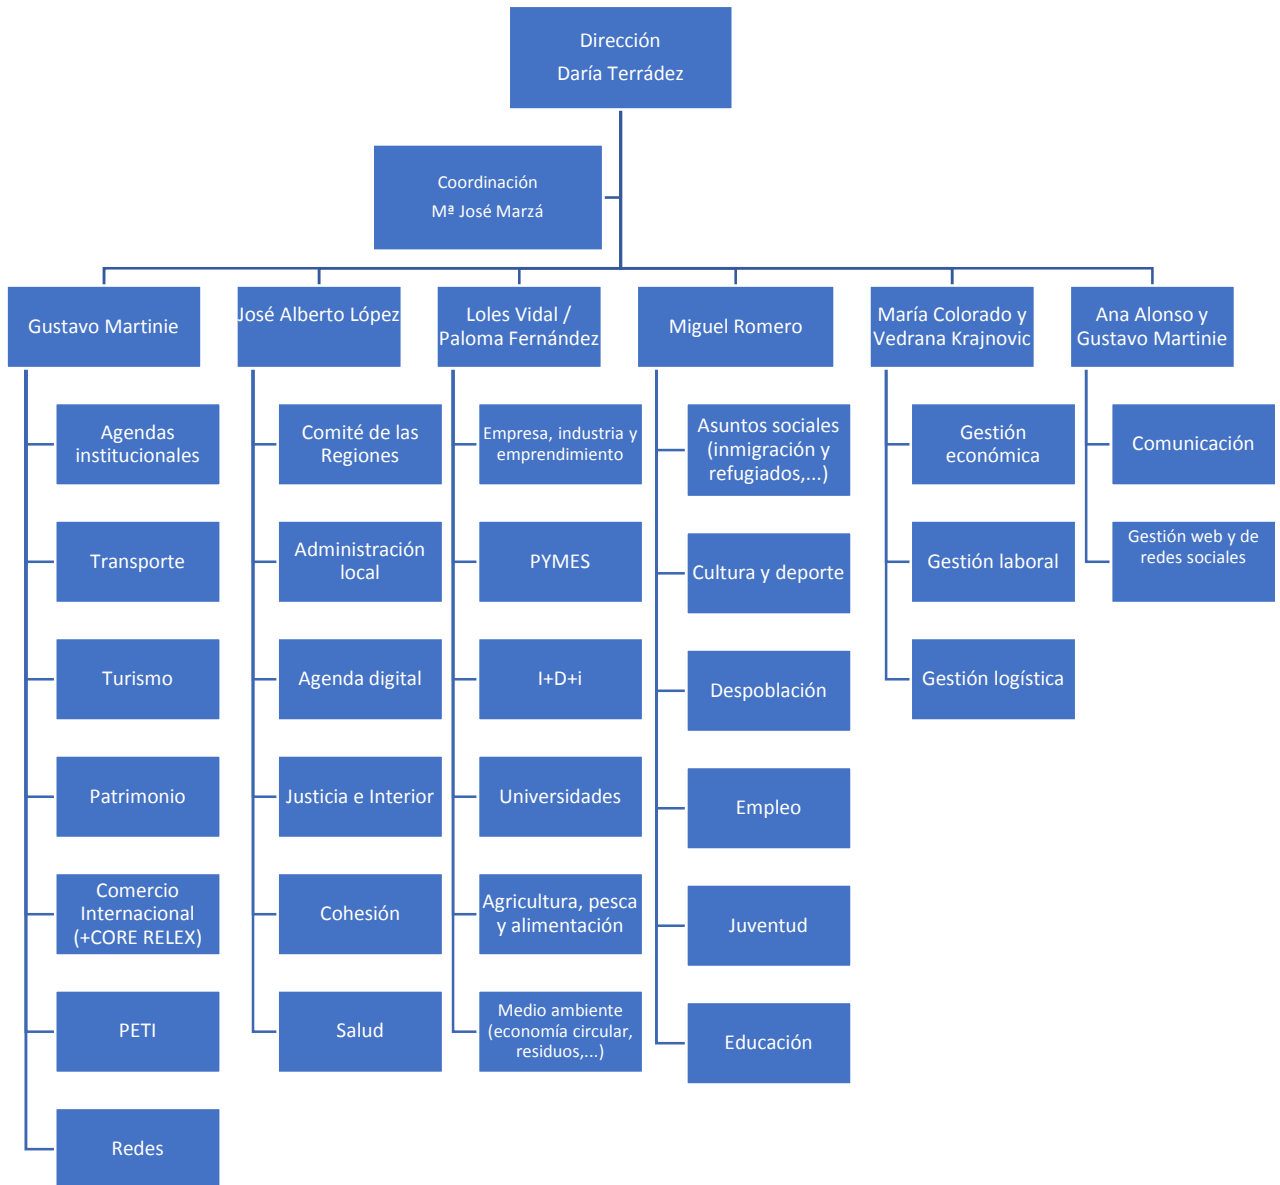 Dirección
Daría Terrádez
Coordinación
Mª José Marzá
Gustavo Martinie
Agendas
institucionales
Transporte
Turismo
Patrimonio
Comercio
Internacional
(+CORE RELEX)
PETI
Redes
José Alberto López
Comité de las
Regiones
Administración
local
Agenda digital
Justicia e Interior
Cohesión
Salud
Loles Vidal /
Paloma Fernández
Empresa, industria y
emprendimiento
PYMES
I+D+i
Universidades
Agricultura, pesca
y alimentación
Medio ambiente
(economía circular,
residuos,...)
Miguel Romero
Asuntos sociales
(inmigración y
refugiados,...)
Cultura y deporte
Despoblación
Empleo
Juventud
Educación
María Colorado y
Vedrana Krajnovic
Gestión
económica
Gestión laboral
Gestión logística
Ana Alonso y
Gustavo Martinie
Comunicación
Gestión web y de
redes sociales